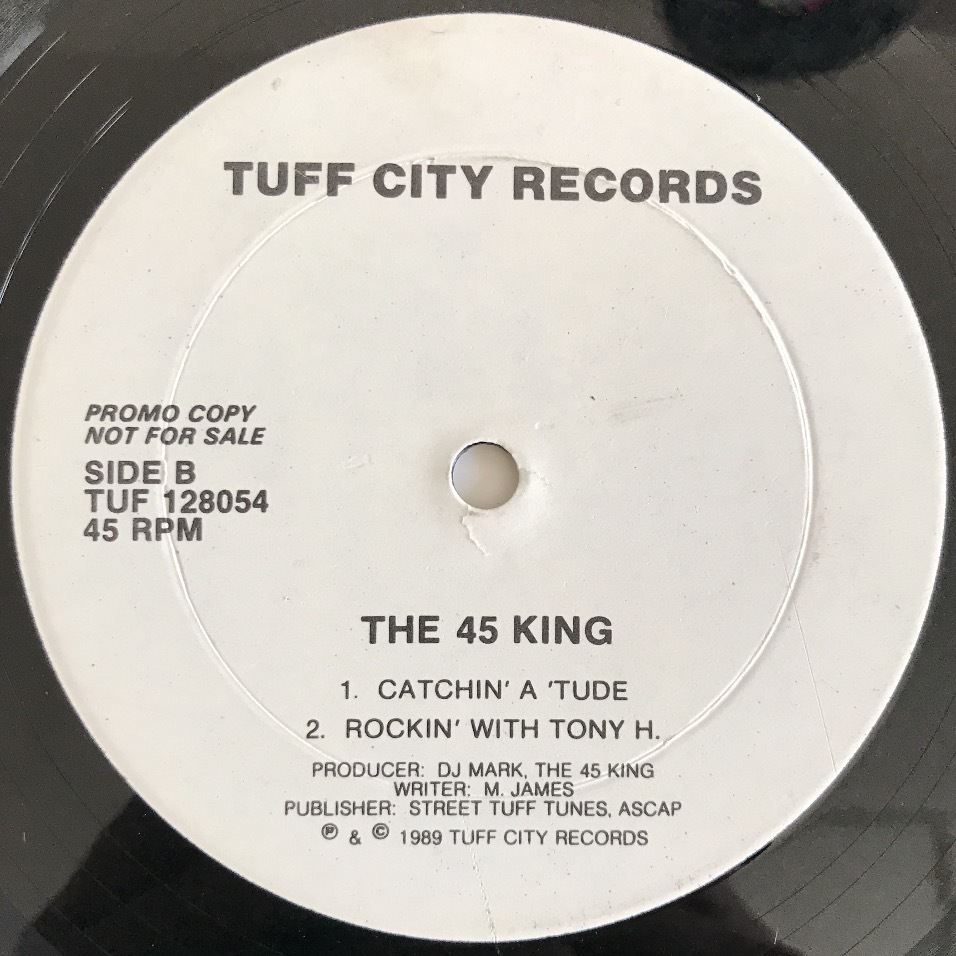 TUFF CITY RECORDS
PROMO COPY
NOT FOR SALE
SIDE B
TUF 128054
45 RPM
THE 45 KING
1. CATCHIN' A 'TUDE
2. ROCKIN' WITH TONY H.
PRODUCER: DJ MARK, THE 45 KING
WRITER: M. JAMES
PUBLISHER: STREET TUFF TUNES, ASCAP
℗ & © 1989 TUFF CITY RECORDS